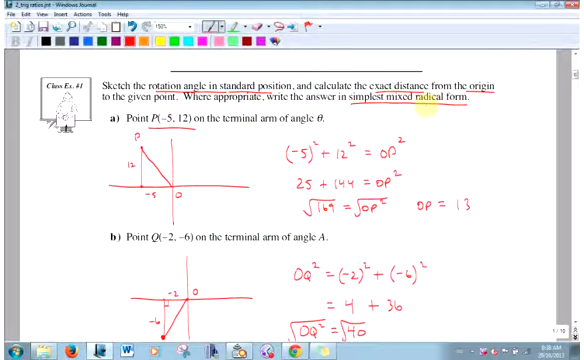 2_trig ratios.jnt - Windows Journal
File Edit View Insert Actions Tools Help
Class Ex. #1
Sketch the rotation angle in standard position, and calculate the exact distance from the origin
to the given point. Where appropriate, write the answer in simplest mixed radical form.
a) Point P(−5, 12) on the terminal arm of angle θ.
P
12
-5
O
(-5)² + 12² = OP²
25 + 144 = OP²
√169 = √OP² OP = 13
b) Point Q(−2, −6) on the terminal arm of angle A.
-2
O
-6
OQ² = (-2)² + (-6)²
= 4 + 36
√OQ² = √40
1 / 10